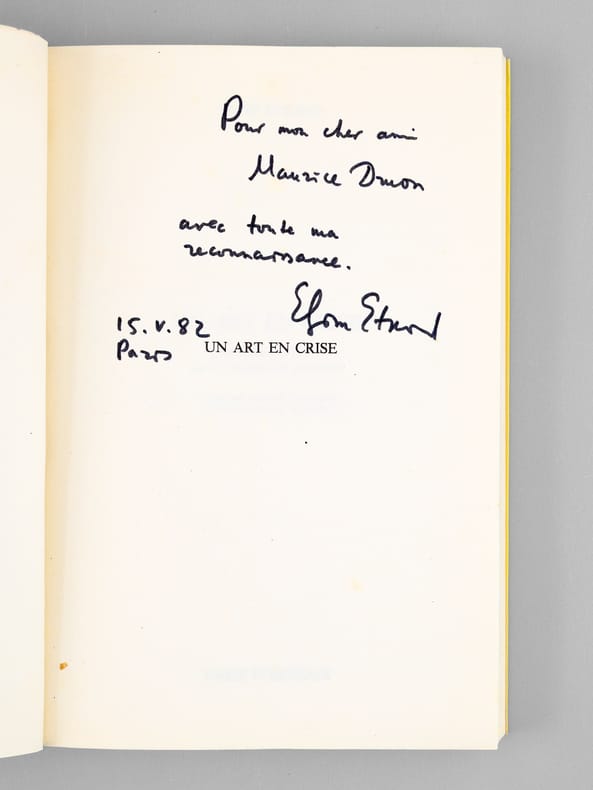 Pour mon cher ami
Maurice Druon
avec toute ma
reconnaissance.
Efim Etkind
15.V.82
Paris
UN ART EN CRISE